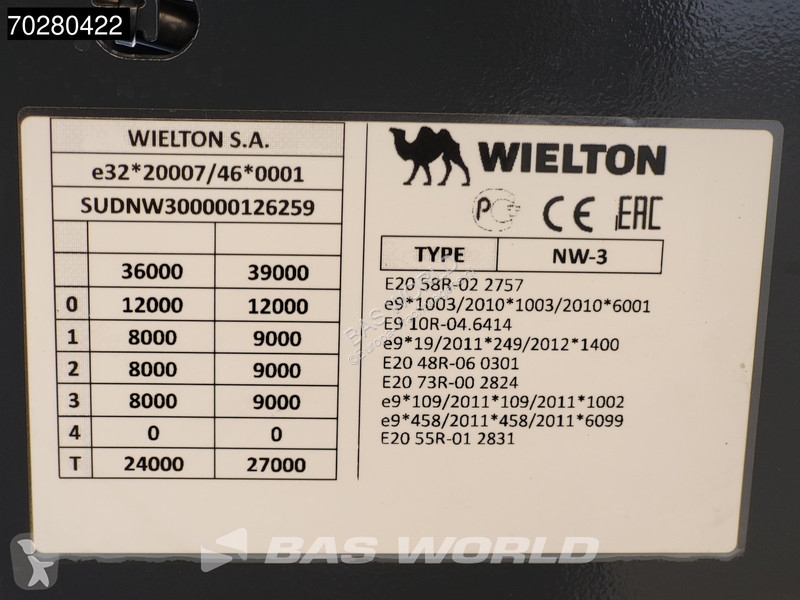 70280422
WIELTON S.A.
e32*20007/46*0001
SUDNW300000126259
36000 39000
0 12000 12000
1 8000 9000
2 8000 9000
3 8000 9000
4 0 0
T 24000 27000
WIELTON
PC CE EAC
TYPE NW-3
E20 58R-02 2757
e9*1003/2010*1003/2010*6001
E9 10R-04.6414
e9*19/2011*249/2012*1400
E20 48R-06 0301
E20 73R-00 2824
e9*109/2011*109/2011*1002
e9*458/2011*458/2011*6099
E20 55R-01 2831
BAS WORLD